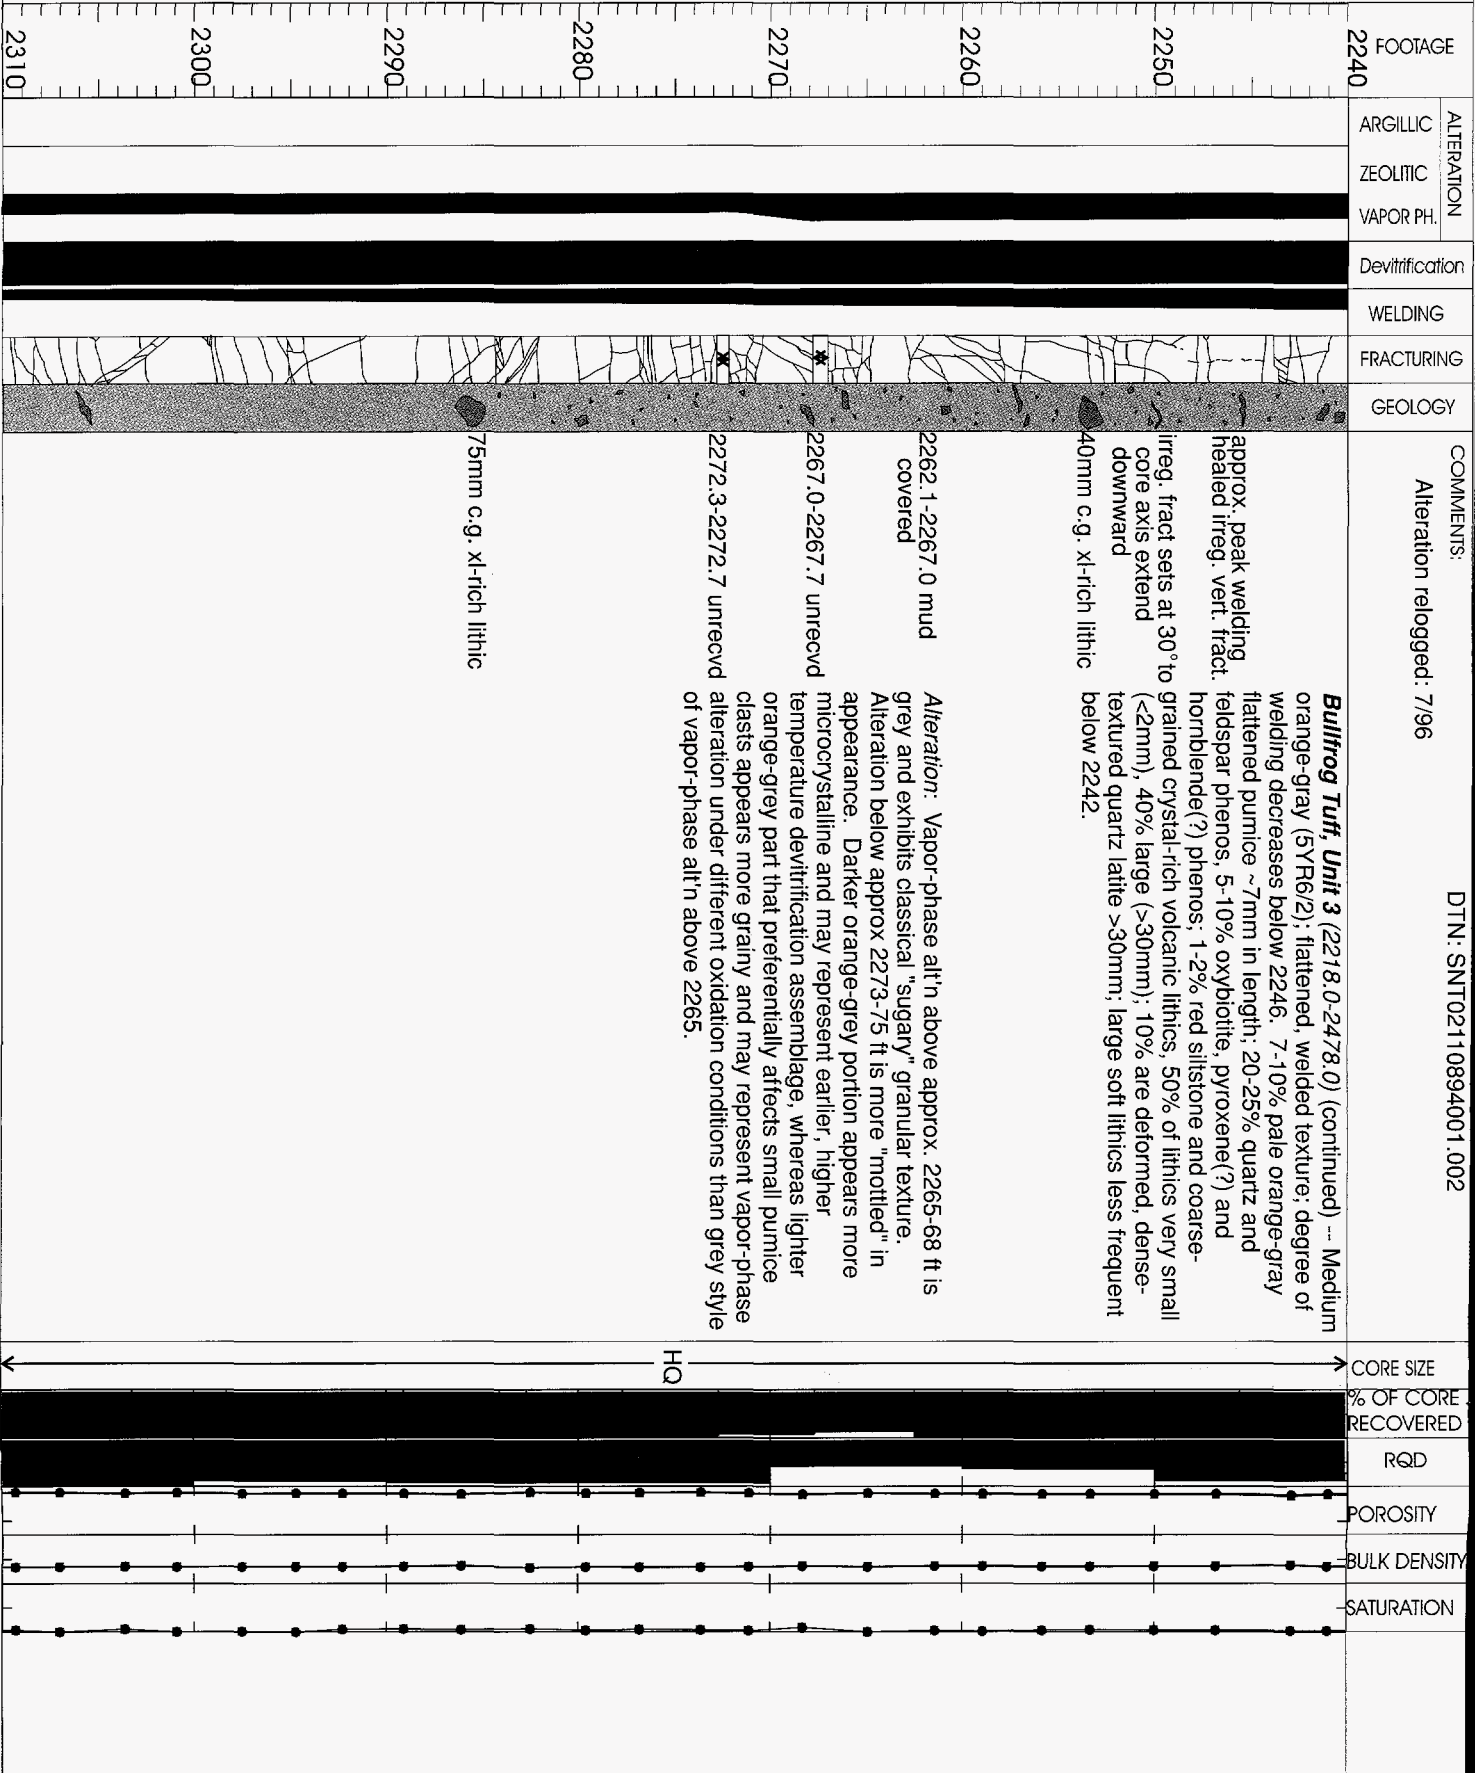 DTN: SNT02110894001.002
COMMENTS:
Alteration relogged: 7/96
FOOTAGE
ALTERATION
ARGILLIC
ZEOLITIC
VAPOR PH.
Devitrification
WELDING
FRACTURING
GEOLOGY
CORE SIZE
% OF CORE
RECOVERED
RQD
POROSITY
BULK DENSITY
SATURATION
2240
2250
2260
2270
2280
2290
2300
2310
approx. peak welding
healed irreg. vert. fract.
irreg. fract sets at 30° to
core axis extend
downward
40mm c.g. xl-rich lithic
2262.1-2267.0 mud
covered
2267.0-2267.7 unrecvd
2272.3-2272.7 unrecvd
75mm c.g. xl-rich lithic
Bullfrog Tuff, Unit 3 (2218.0-2478.0) (continued) -- Medium
orange-gray (5YR6/2); flattened, welded texture; degree of
welding decreases below 2246.  7-10% pale orange-gray
flattened pumice ~7mm in length; 20-25% quartz and
feldspar phenos, 5-10% oxybiotite, pyroxene(?) and
hornblende(?) phenos; 1-2% red siltstone and coarse-
grained crystal-rich volcanic lithics, 50% of lithics very small
(<2mm), 40% large (>30mm); 10% are deformed, dense-
textured quartz latite >30mm; large soft lithics less frequent
below 2242.
Alteration:  Vapor-phase alt'n above approx. 2265-68 ft is
grey and exhibits classical "sugary" granular texture.
Alteration below approx 2273-75 ft is more "mottled" in
appearance.  Darker orange-grey portion appears more
microcrystalline and may represent earlier, higher
temperature devitrification assemblage, whereas lighter
orange-grey part that preferentially affects small pumice
clasts appears more grainy and may represent vapor-phase
alteration under different oxidation conditions than grey style
of vapor-phase alt'n above 2265.
HQ